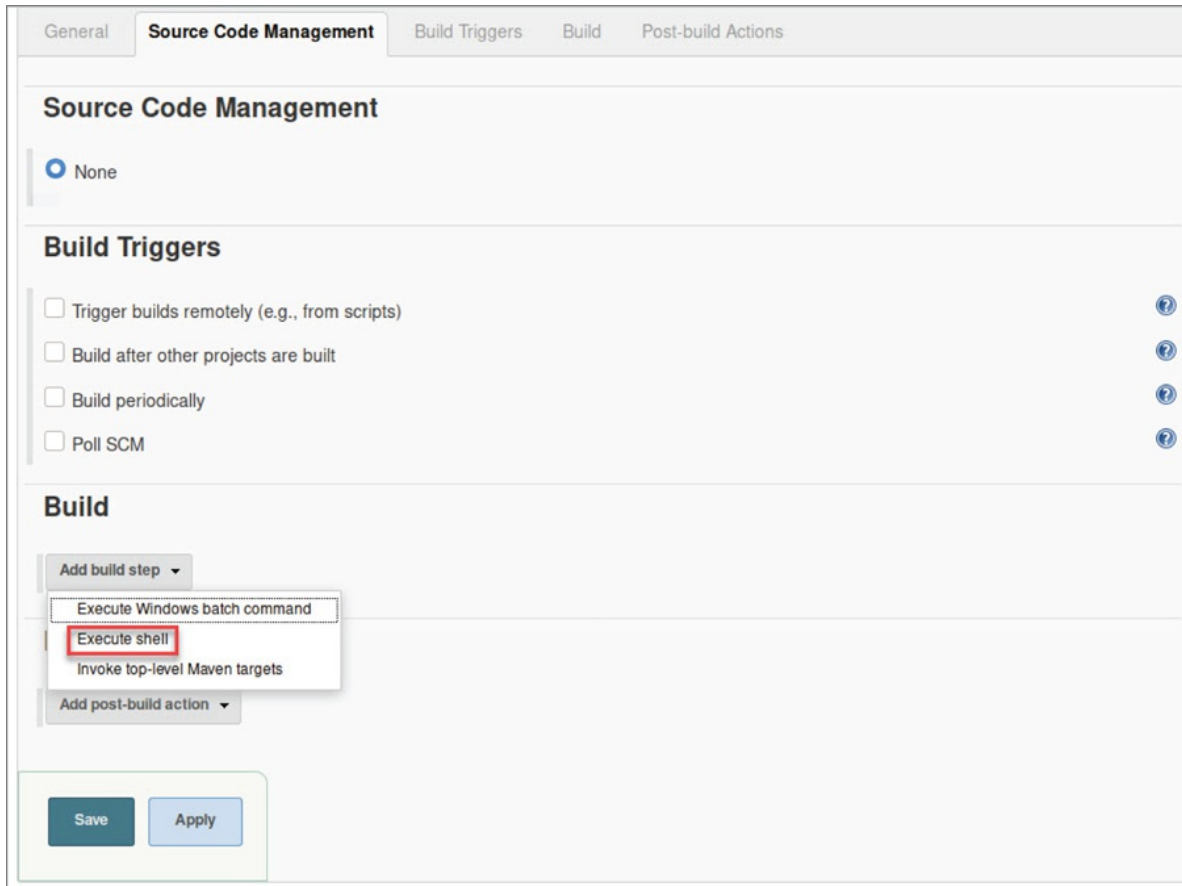 General Source Code Management Build Triggers Build Post-build Actions
Source Code Management
None
Build Triggers
Trigger builds remotely (e.g., from scripts)
Build after other projects are built
Build periodically
Poll SCM
Build
Add build step
Execute Windows batch command
Execute shell
Invoke top-level Maven targets
Add post-build action
Save Apply